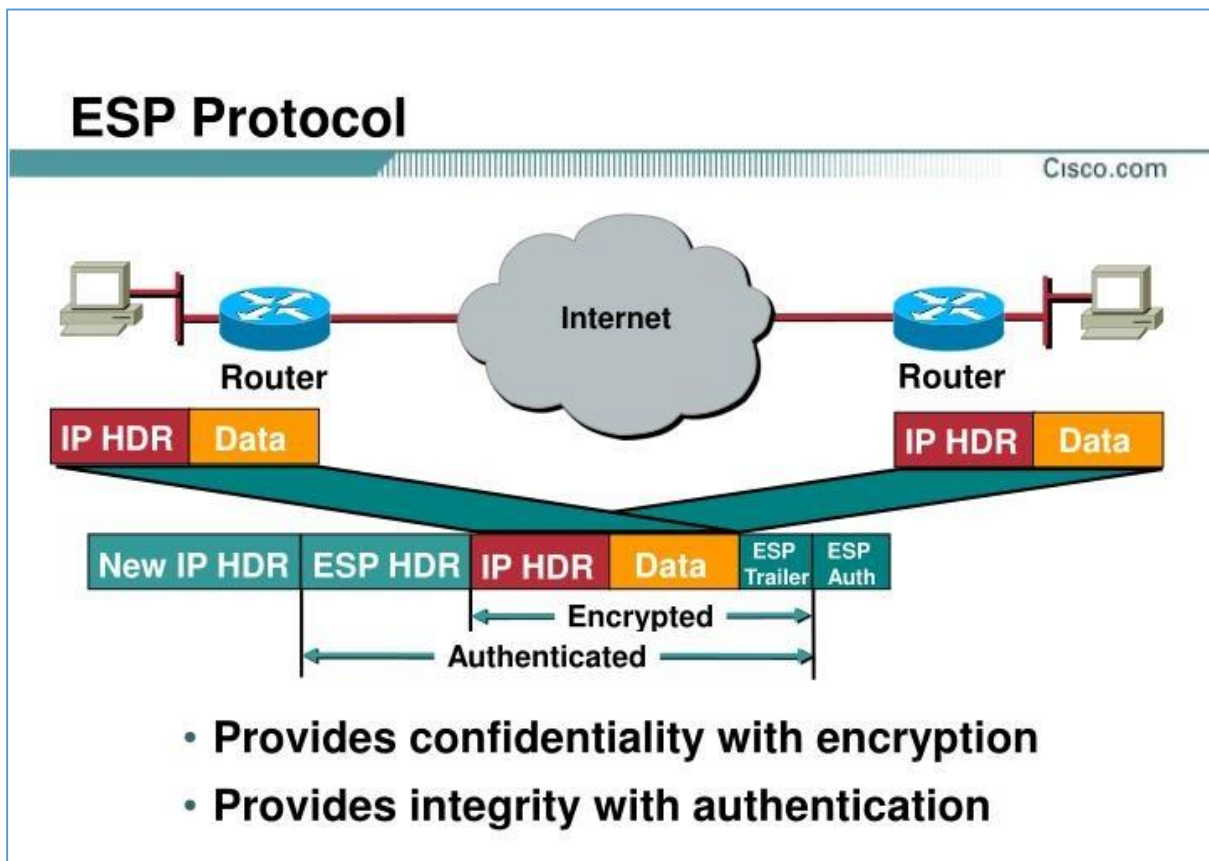 ESP Protocol
Cisco.com
Internet
Router
Router
IP HDR Data
IP HDR Data
New IP HDR ESP HDR IP HDR Data ESP Trailer ESP Auth
Encrypted
Authenticated
• Provides confidentiality with encryption
• Provides integrity with authentication